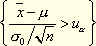 { (x̄ − μ) / (σ₀/√n) > u_α }